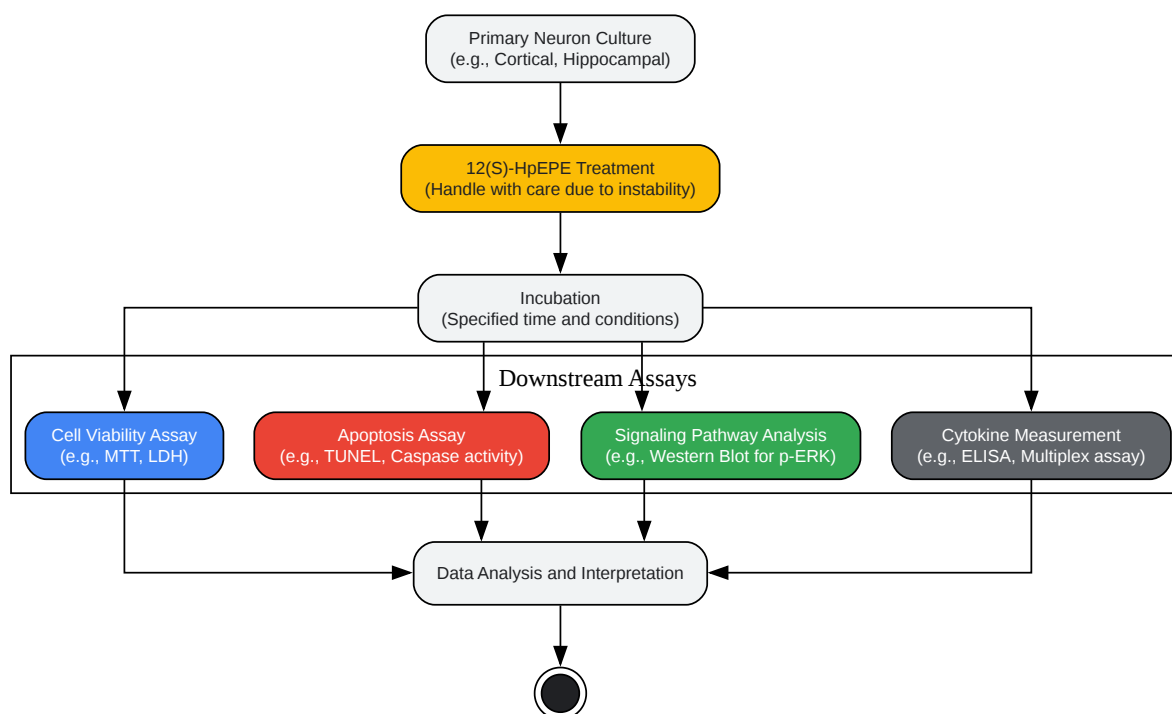 Primary Neuron Culture
(e.g., Cortical, Hippocampal)
12(S)-HpEPE Treatment
(Handle with care due to instability)
Incubation
(Specified time and conditions)
Downstream Assays
Cell Viability Assay
(e.g., MTT, LDH)
Apoptosis Assay
(e.g., TUNEL, Caspase activity)
Signaling Pathway Analysis
(e.g., Western Blot for p-ERK)
Cytokine Measurement
(e.g., ELISA, Multiplex assay)
Data Analysis and Interpretation